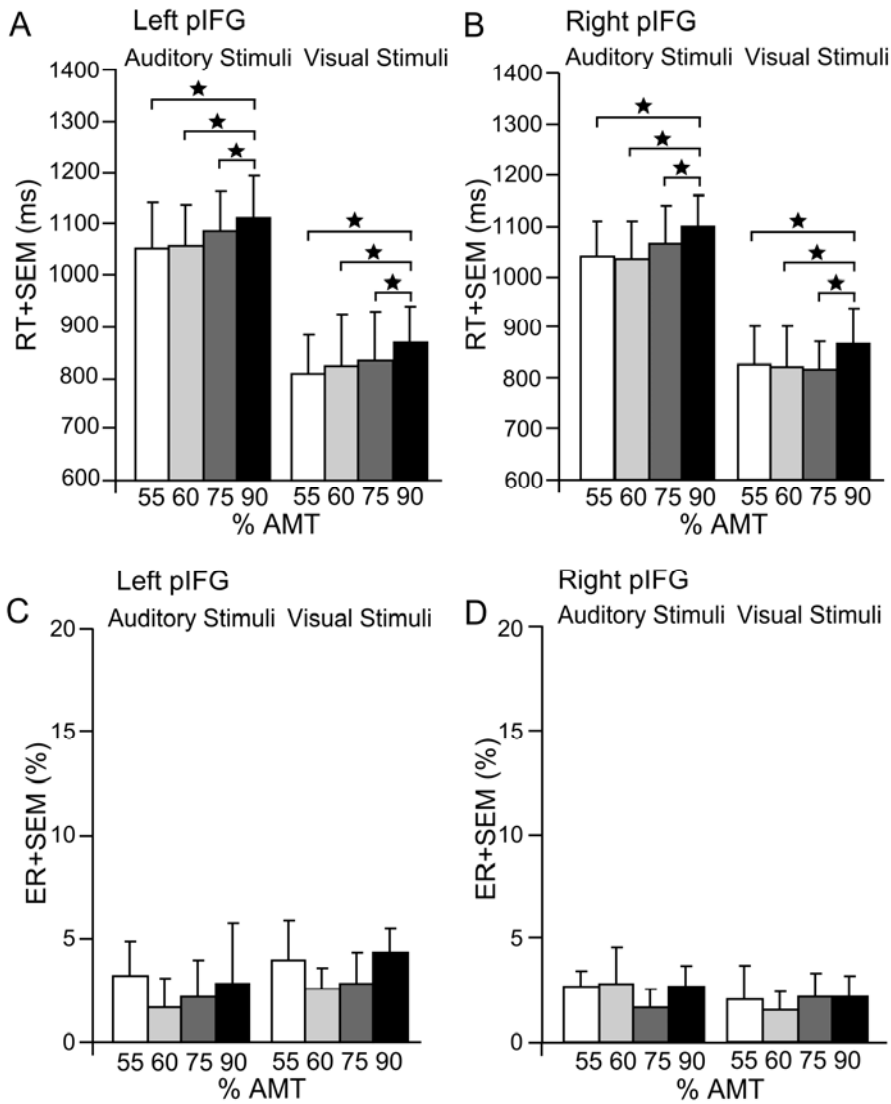 A Left pIFG
Auditory Stimuli Visual Stimuli
1400
1300
1200
1100
1000
900
800
700
600
RT+SEM (ms)
55 60 75 90 55 60 75 90
% AMT
B Right pIFG
Auditory Stimuli Visual Stimuli
1400
1300
1200
1100
1000
900
800
700
600
RT+SEM (ms)
55 60 75 90 55 60 75 90
% AMT
C Left pIFG
Auditory Stimuli Visual Stimuli
20
15
10
5
0
ER+SEM (%)
55 60 75 90 55 60 75 90
% AMT
D Right pIFG
Auditory Stimuli Visual Stimuli
20
15
10
5
0
ER+SEM (%)
55 60 75 90 55 60 75 90
% AMT